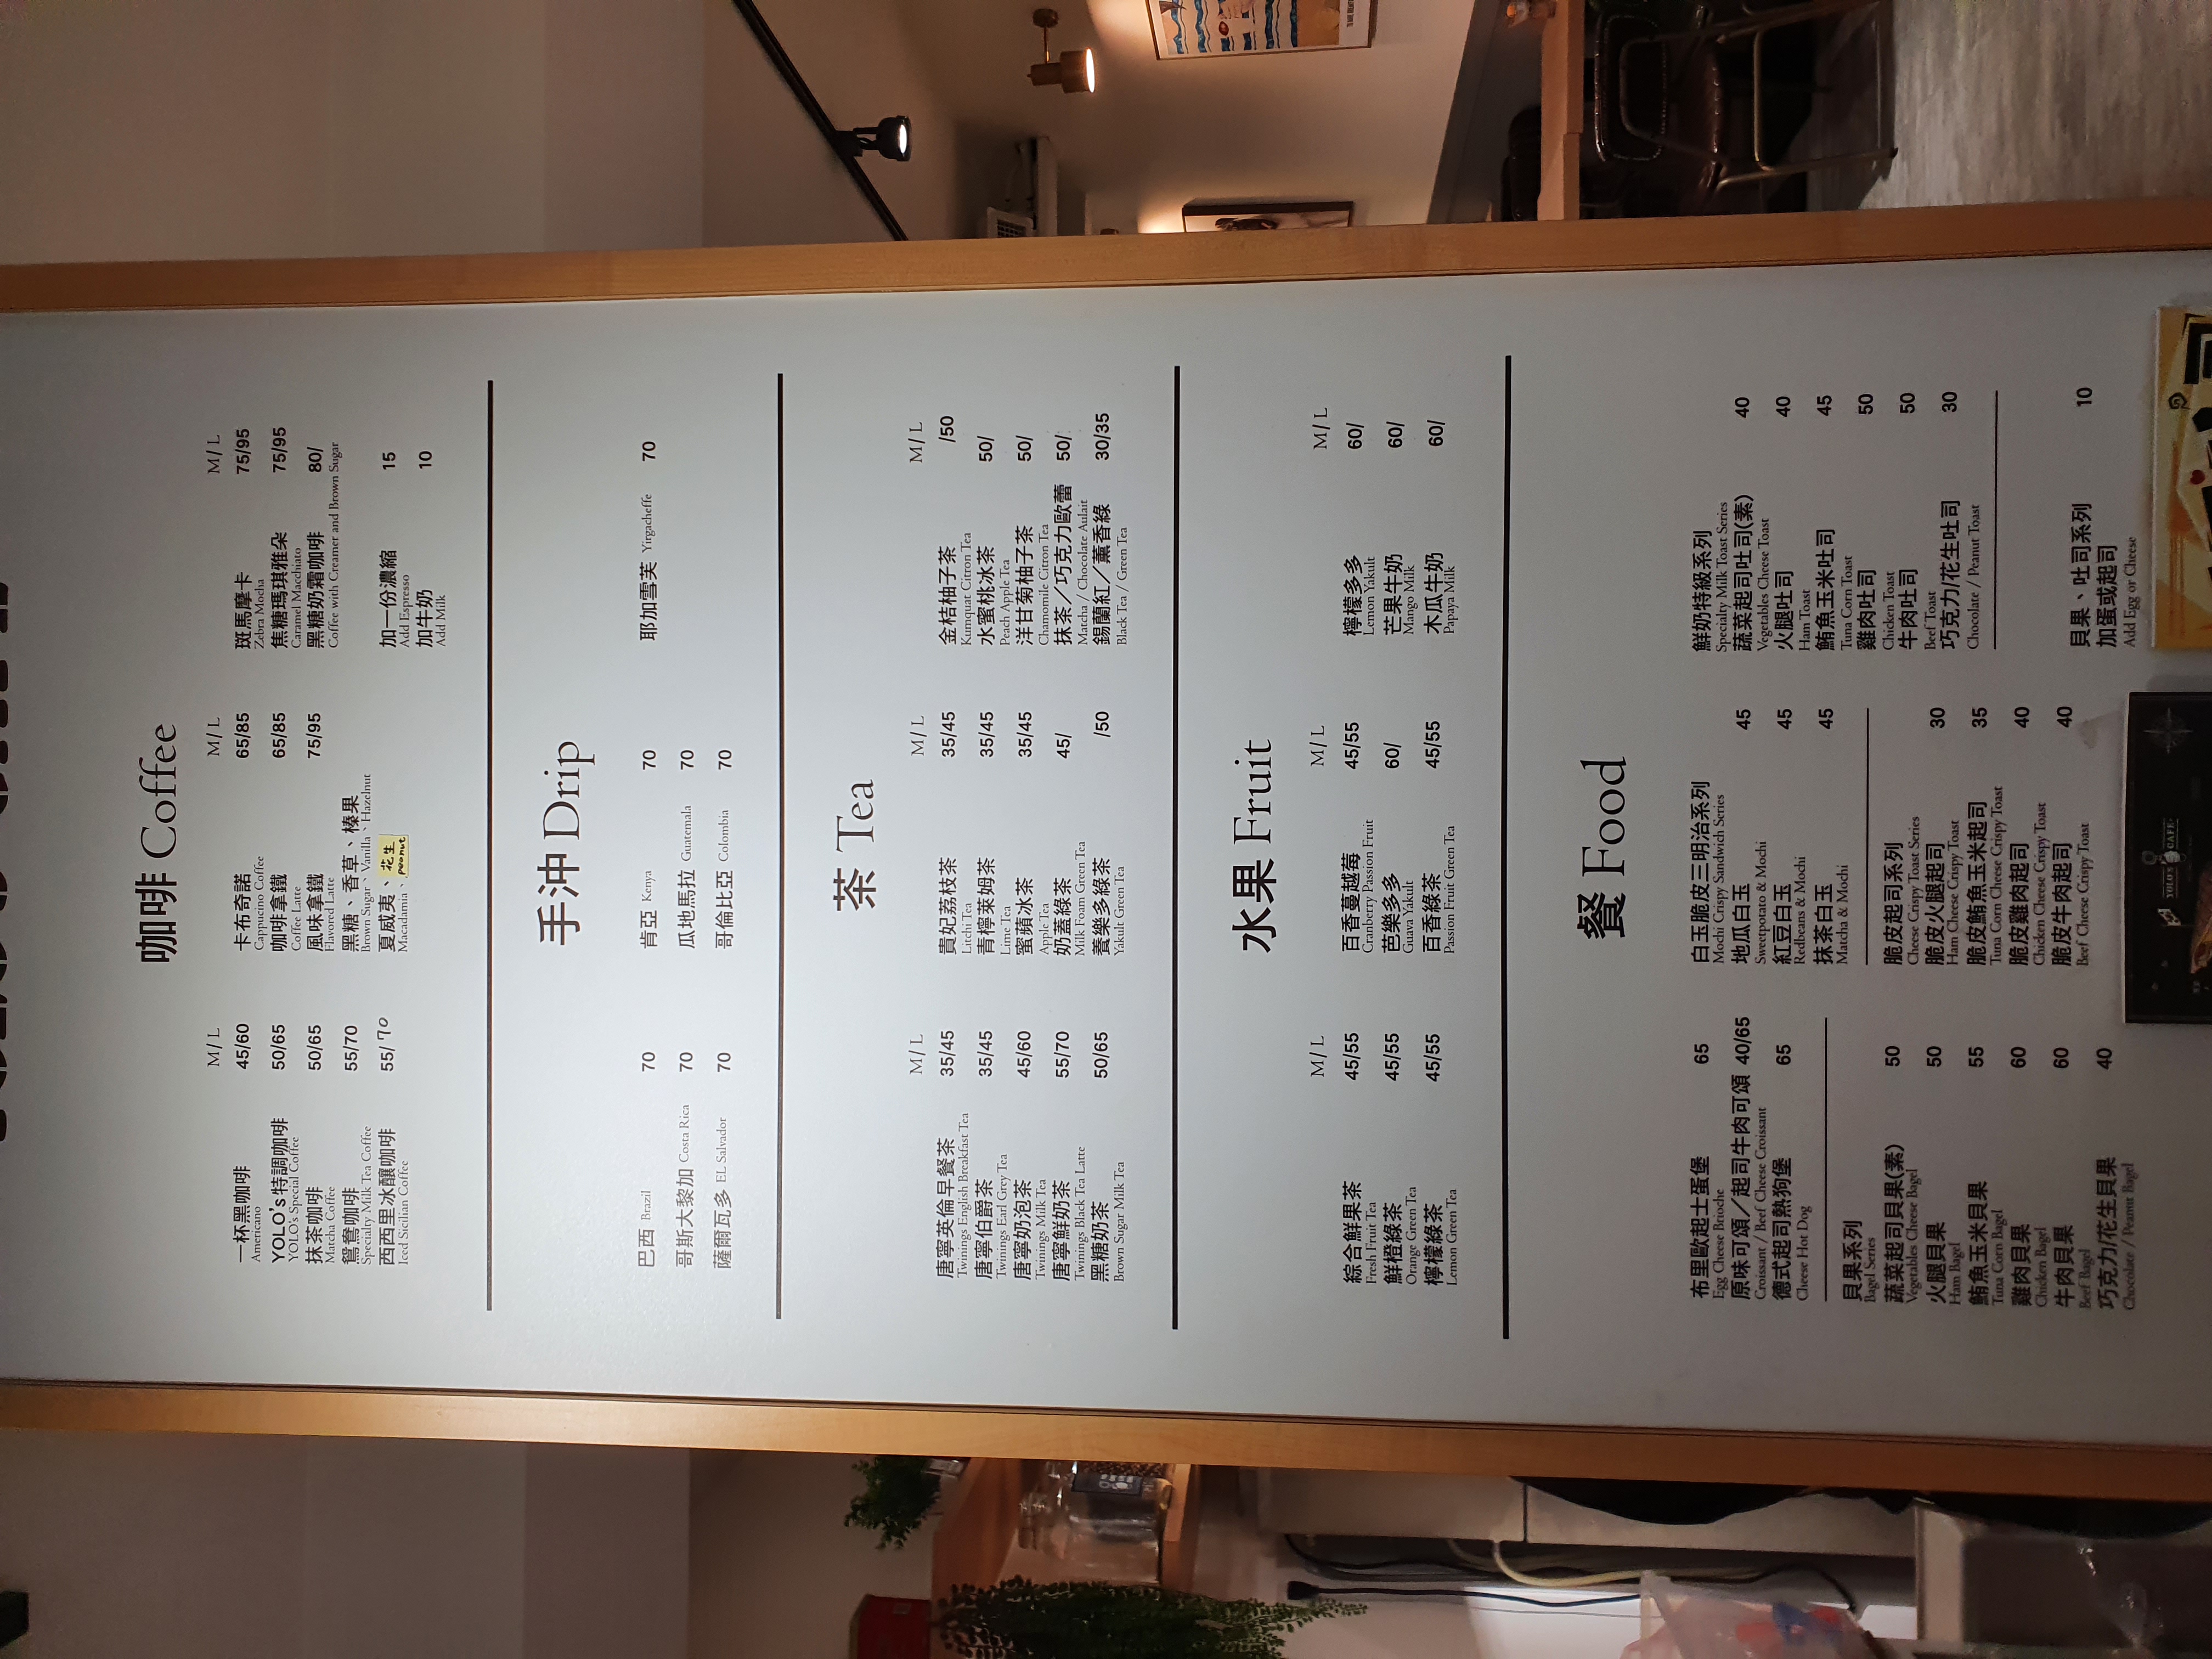 咖啡 Coffee
M/ L
一杯黑咖啡 45/60
Americano
YOLO's特調咖啡 50/65
YOLO's Special Coffee
抹茶咖啡 50/65
Matcha Coffee
鴛鴦咖啡 55/70
Specialty Milk Tea Coffee
西西里冰釀咖啡 55/ 70
Iced Sicilian Coffee
M/ L
卡布奇諾 65/85
Cappucino Coffee
咖啡拿鐵 65/85
Coffee Latte
風味拿鐵 75/95
Flavored Latte
黑糖、香草、榛果
Brown Sugar、Vanilla、Hazelnut
夏威夷、花生
Macadamia、peanut
M/ L
斑馬摩卡 75/95
Zebra Mocha
焦糖瑪琪雅朵 75/95
Caramel Macchiato
黑糖奶霜咖啡 80/
Coffee with Creamer and Brown Sugar
加一份濃縮 15
Add Espresso
加牛奶 10
Add Milk
手沖 Drip
巴西 Brazil 70
哥斯大黎加 Costa Rica 70
薩爾瓦多 EL Salvador 70
肯亞 Kenya 70
瓜地馬拉 Guatemala 70
哥倫比亞 Colombia 70
耶加雪芙 Yirgacheffe 70
茶 Tea
M/ L
唐寧英倫早餐茶 35/45
Twinings English Breakfast Tea
唐寧伯爵茶 35/45
Twinings Earl Grey Tea
唐寧奶泡茶 45/60
Twinings Milk Tea
唐寧鮮奶茶 55/70
Twinings Black Tea Latte
黑糖奶茶 50/65
Brown Sugar Milk Tea
M/ L
貴妃荔枝茶 35/45
Litchi Tea
青檸萊姆茶 35/45
Lime Tea
蜜蘋冰茶 35/45
Apple Tea
奶蓋綠茶 45/
Milk Foam Green Tea
養樂多綠茶 /50
Yakult Green Tea
M/ L
金桔柚子茶 /50
Kumquat Citron Tea
水蜜桃冰茶 50/
Peach Apple Tea
洋甘菊柚子茶 50/
Chamomile Citron Tea
抹茶／巧克力歐蕾 50/
Matcha / Chocolate Aulait
錫蘭紅／薰香綠 30/35
Black Tea / Green Tea
水果 Fruit
M/ L
綜合鮮果茶 45/55
Fresh Fruit Tea
鮮橙綠茶 45/55
Orange Green Tea
檸檬綠茶 45/55
Lemon Green Tea
M/ L
百香蔓越莓 45/55
Cranberry Passion Fruit
芭樂多多 60/
Guava Yakult
百香綠茶 45/55
Passion Fruit Green Tea
M/ L
檸檬多多 60/
Lemon Yakult
芒果牛奶 60/
Mango Milk
木瓜牛奶 60/
Papaya Milk
餐 Food
布里歐起士蛋堡 65
Egg Cheese Brioche
原味可頌／起司牛肉可頌 40/65
Croissant / Beef Cheese Croissant
德式起司熱狗堡 65
Cheese Hot Dog
貝果系列
Bagel Series
蔬菜起司貝果(素) 50
Vegetables Cheese Bagel
火腿貝果 50
Ham Bagel
鮪魚玉米貝果 55
Tuna Corn Bagel
雞肉貝果 60
Chicken Bagel
牛肉貝果 60
Beef Bagel
巧克力/花生貝果 40
Chocolate / Peanut Bagel
白玉脆皮三明治系列
Mochi Crispy Sandwich Series
地瓜白玉 45
Sweetpotato & Mochi
紅豆白玉 45
Redbeans & Mochi
抹茶白玉 45
Matcha & Mochi
脆皮起司系列
Cheese Crispy Toast Series
脆皮火腿起司 30
Ham Cheese Crispy Toast
脆皮鮪魚玉米起司 35
Tuna Corn Cheese Crispy Toast
脆皮雞肉起司 40
Chicken Cheese Crispy Toast
脆皮牛肉起司 40
Beef Cheese Crispy Toast
鮮奶特級系列
Specialty Milk Toast Series
蔬菜起司吐司(素) 40
Vegetables Cheese Toast
火腿吐司 40
Ham Toast
鮪魚玉米吐司 45
Tuna Corn Toast
雞肉吐司 50
Chicken Toast
牛肉吐司 50
Beef Toast
巧克力/花生吐司 30
Chocolate / Peanut Toast
貝果、吐司系列 10
加蛋或起司
Add Egg or Cheese
YOLO'S CAFE